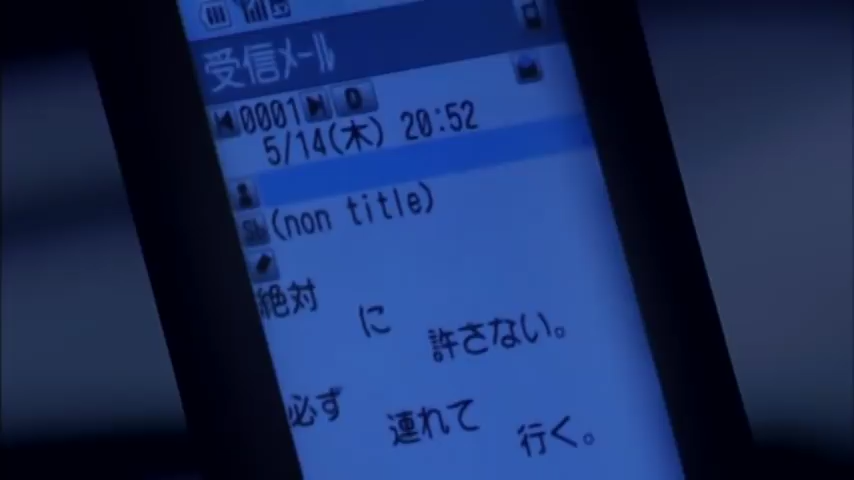 受信メール
0001
5/14(木) 20:52
(non title)
絶対 に 許さない。
必ず 連れて 行く。